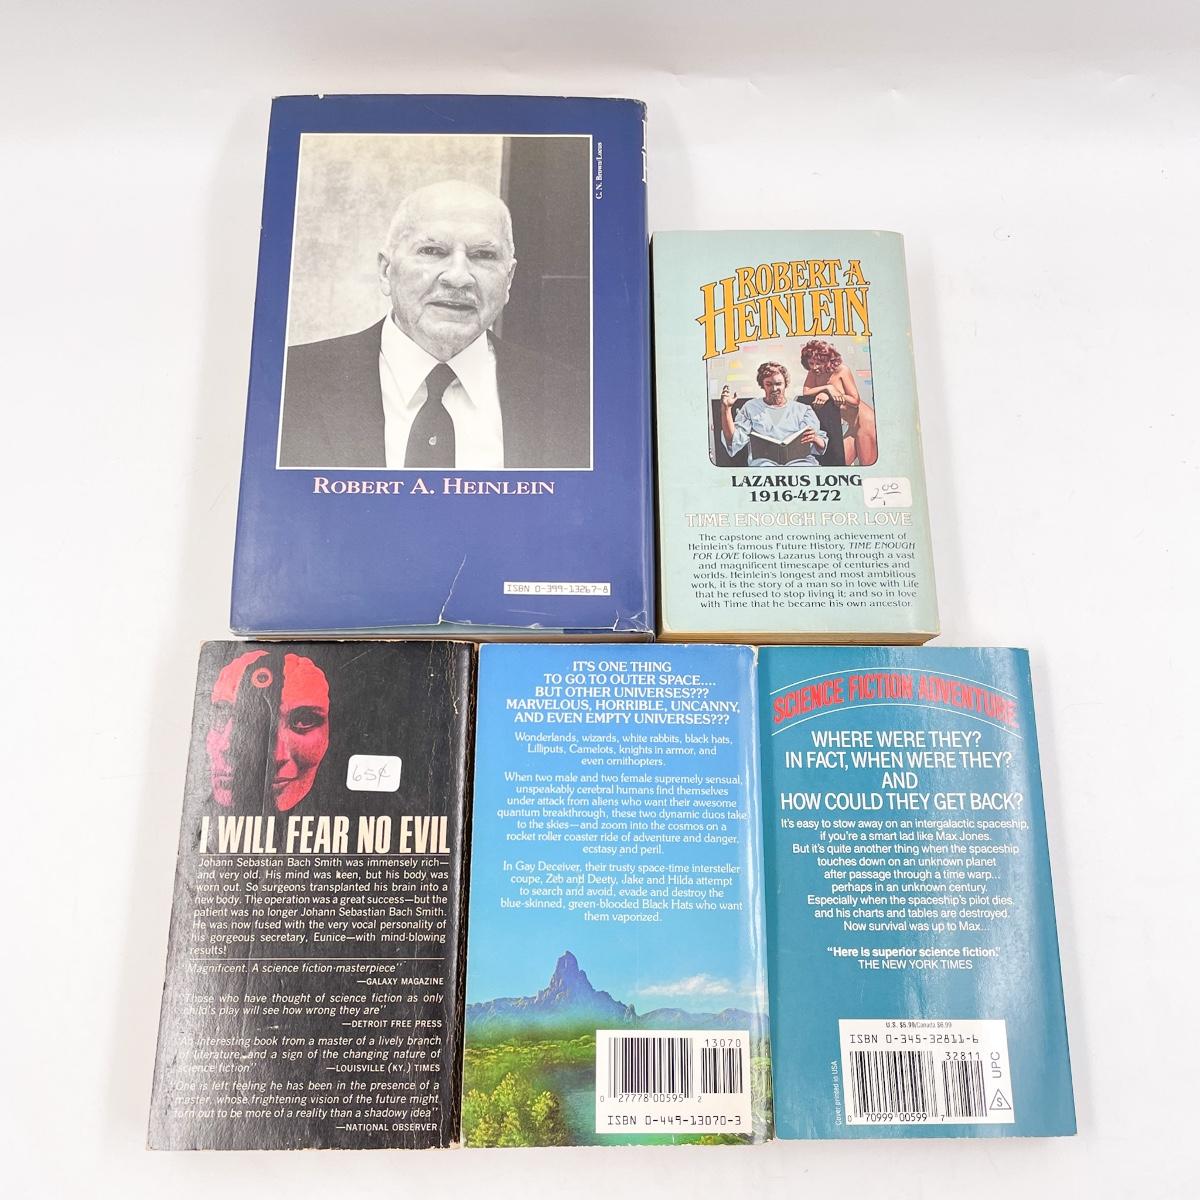 C. N. Brown/Locus
ROBERT A. HEINLEIN
ISBN 0-399-13267-8
ROBERT A.
HEINLEIN
LAZARUS LONG
1916-4272
2.00
TIME ENOUGH FOR LOVE
The capstone and crowning achievement of
Heinlein's famous Future History, TIME ENOUGH
FOR LOVE follows Lazarus Long through a vast
and magnificent timescape of centuries and
worlds. Heinlein's longest and most ambitious
work, it is the story of a man so in love with Life
that he refused to stop living it; and so in love
with Time that he became his own ancestor.
65¢
I WILL FEAR NO EVIL
Johann Sebastian Bach Smith was immensely rich—
and very old. His mind was keen, but his body was
worn out. So surgeons transplanted his brain into a
new body. The operation was a great success—but the
patient was no longer Johann Sebastian Bach Smith.
He was now fused with the very vocal personality of
his gorgeous secretary, Eunice—with mind-blowing
results!
"Magnificent. A science fiction masterpiece"
—GALAXY MAGAZINE
"Those who have thought of science fiction as only
child's play will see how wrong they are"
—DETROIT FREE PRESS
"An interesting book from a master of a lively branch
of literature, and a sign of the changing nature of
science fiction"
—LOUISVILLE (KY.) TIMES
"One is left feeling he has been in the presence of a
master, whose frightening vision of the future might
turn out to be more of a reality than a shadowy idea"
—NATIONAL OBSERVER
IT'S ONE THING
TO GO TO OUTER SPACE....
BUT OTHER UNIVERSES???
MARVELOUS, HORRIBLE, UNCANNY,
AND EVEN EMPTY UNIVERSES???
Wonderlands, wizards, white rabbits, black hats,
Lilliputs, Camelots, knights in armor, and
even ornithopters.
When two male and two female supremely sensual,
unspeakably cerebral humans find themselves
under attack from aliens who want their awesome
quantum breakthrough, these two dynamic duos take
to the skies—and zoom into the cosmos on a
rocket roller coaster ride of adventure and danger,
ecstasy and peril.
In Gay Deceiver, their trusty space-time intersteller
coupe, Zeb and Deety, Jake and Hilda attempt
to search and avoid, evade and destroy the
blue-skinned, green-blooded Black Hats who want
them vaporized.
13070
0 27778 00595 2
ISBN 0-449-13070-3
SCIENCE FICTION ADVENTURE
WHERE WERE THEY?
IN FACT, WHEN WERE THEY?
AND
HOW COULD THEY GET BACK?
It's easy to stow away on an intergalactic spaceship,
if you're a smart lad like Max Jones.
But it's quite another thing when the spaceship
touches down on an unknown planet
after passage through a time warp...
perhaps in an unknown century.
Especially when the spaceship's pilot dies,
and his charts and tables are destroyed.
Now survival was up to Max...
"Here is superior science fiction."
THE NEW YORK TIMES
Cover printed in USA
U.S. $5.99/Canada $6.99
ISBN 0-345-32811-6
32811
UPC
S
0 70999 00599 7